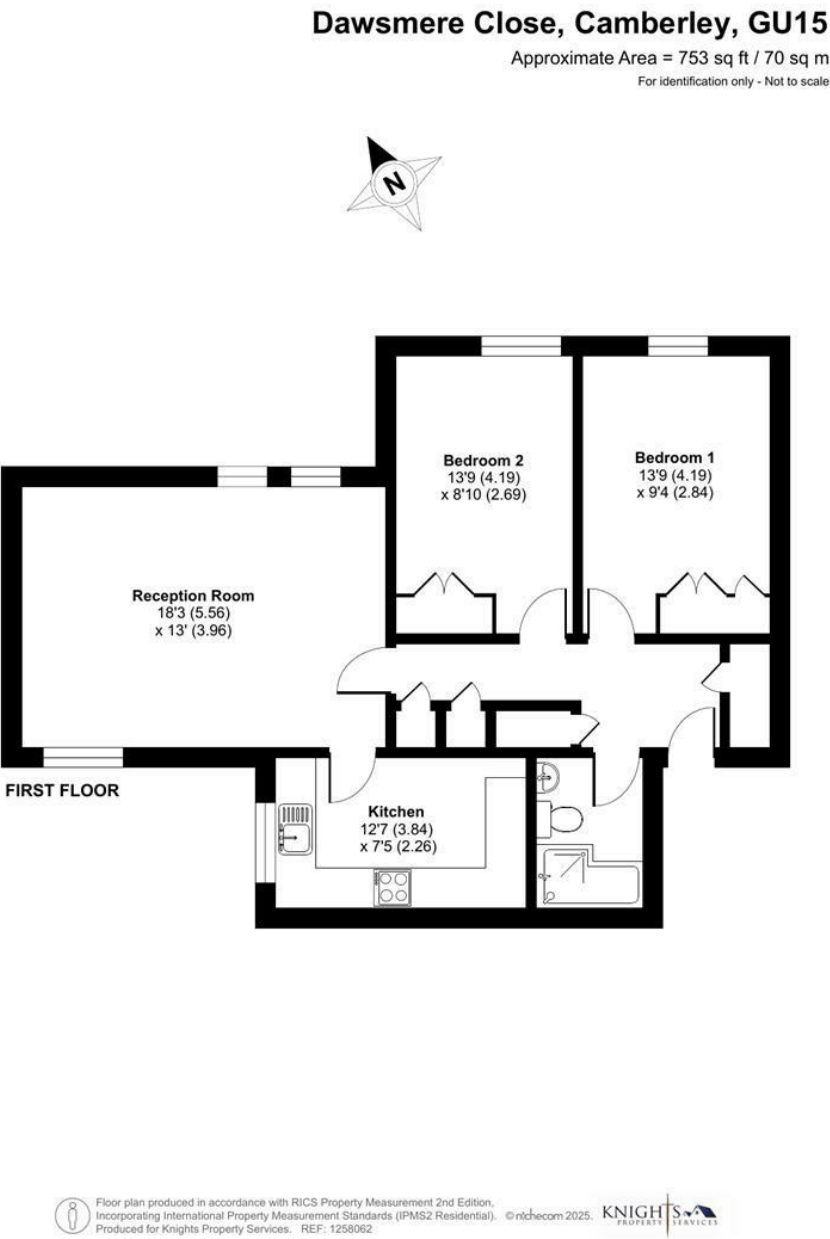 Dawsmere Close, Camberley, GU15
Approximate Area = 753 sq ft / 70 sq m
For identification only - Not to scale
N
Bedroom 2
13'9 (4.19)
x 8'10 (2.69)
Bedroom 1
13'9 (4.19)
x 9'4 (2.84)
Reception Room
18'3 (5.56)
x 13' (3.96)
FIRST FLOOR
Kitchen
12'7 (3.84)
x 7'5 (2.26)
Floor plan produced in accordance with RICS Property Measurement 2nd Edition,
Incorporating International Property Measurement Standards (IPMS2 Residential). © nichecom 2025.
Produced for Knights Property Services. REF: 1258062
KNIGHTS
PROPERTY SERVICES